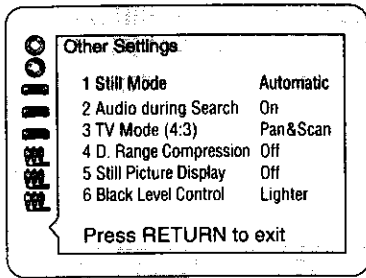 Other Settings
1 Still Mode Automatic
2 Audio during Search On
3 TV Mode (4:3) Pan&Scan
4 D. Range Compression Off
5 Still Picture Display Off
6 Black Level Control Lighter
Press RETURN to exit